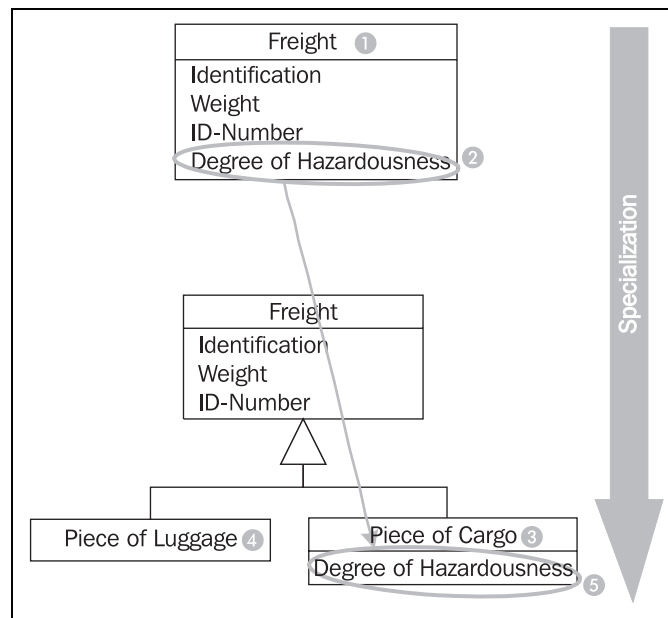 Freight 1
Identification
Weight
ID-Number
Degree of Hazardousness 2
Specialization
Freight
Identification
Weight
ID-Number
Piece of Luggage 4
Piece of Cargo 3
Degree of Hazardousness 5